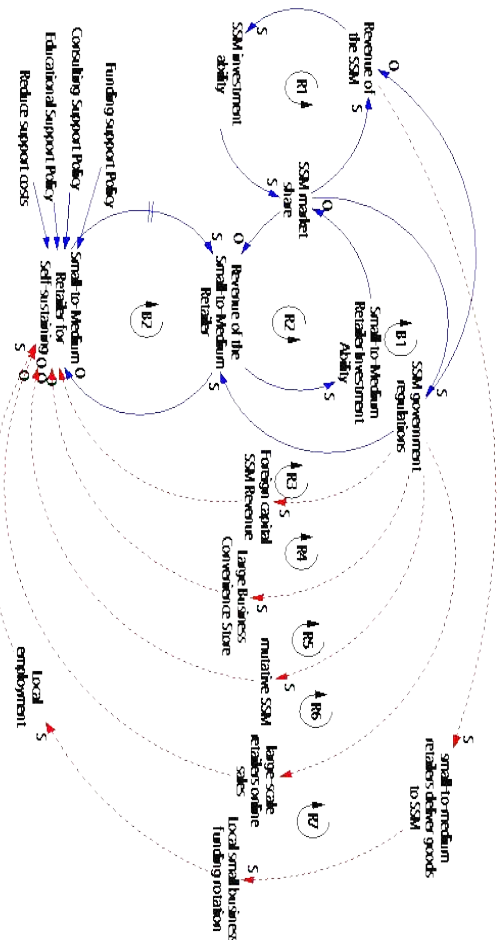 Revenue of
the SSM
O
S
S
SSM investment
ability
R1
S
SSM market
share
O
S
O
Small-to-Medium
Retailer Investment
Ability
S
R2
B1
SSM government
regulations
S
Revenue of the
Small-to-Medium
Retailer
S
S
B2
Funding support Policy
Consulting Support Policy
Educational Support Policy
Reduce support costs
Small-to-Medium
Retailer for
Self-sustaining
O
O
O
O
S
O
R3
S
Foreign capital
SSM Revenue
R4
S
Large Business
Convenience Store
R5
S
mutative SSM
R6
large-scale
retailers online
sales
R7
S
small-to-medium
retailers deliver goods
to SSM
S
Local small business
funding rotation
S
Local
employment